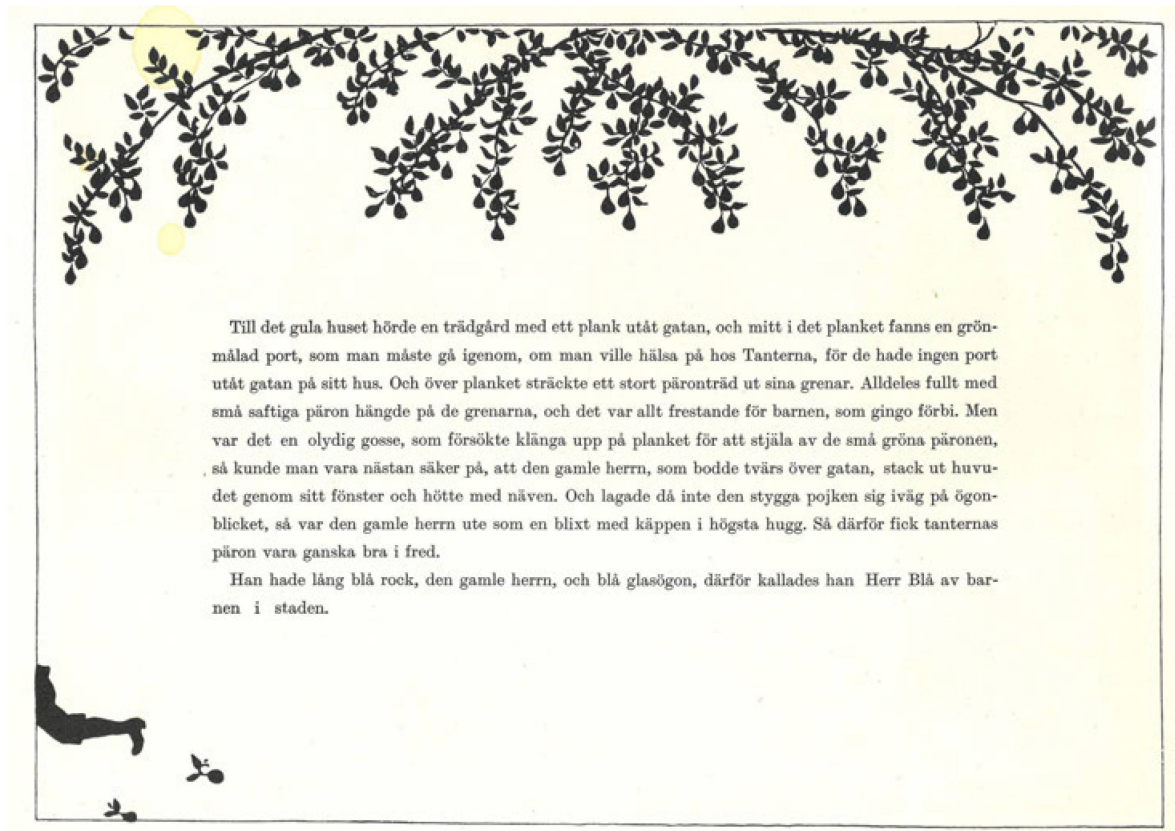 Till det gula huset hörde en trädgård med ett plank utåt gatan, och mitt i det planket fanns en grön-
målad port, som man måste gå igenom, om man ville hälsa på hos Tanterna, för de hade ingen port
utåt gatan på sitt hus. Och över planket sträckte ett stort päronträd ut sina grenar. Alldeles fullt med
små saftiga päron hängde på de grenarna, och det var allt frestande för barnen, som gingo förbi. Men
var det en olydig gosse, som försökte klänga upp på planket för att stjäla av de små gröna päronen,
så kunde man vara nästan säker på, att den gamle herrn, som bodde tvärs över gatan, stack ut huvu-
det genom sitt fönster och hötte med näven. Och lagade då inte den stygga pojken sig iväg på ögon-
blicket, så var den gamle herrn ute som en blixt med käppen i högsta hugg. Så därför fick tanternas
päron vara ganska bra i fred.
Han hade lång blå rock, den gamle herrn, och blå glasögon, därför kallades han Herr Blå av bar-
nen i staden.